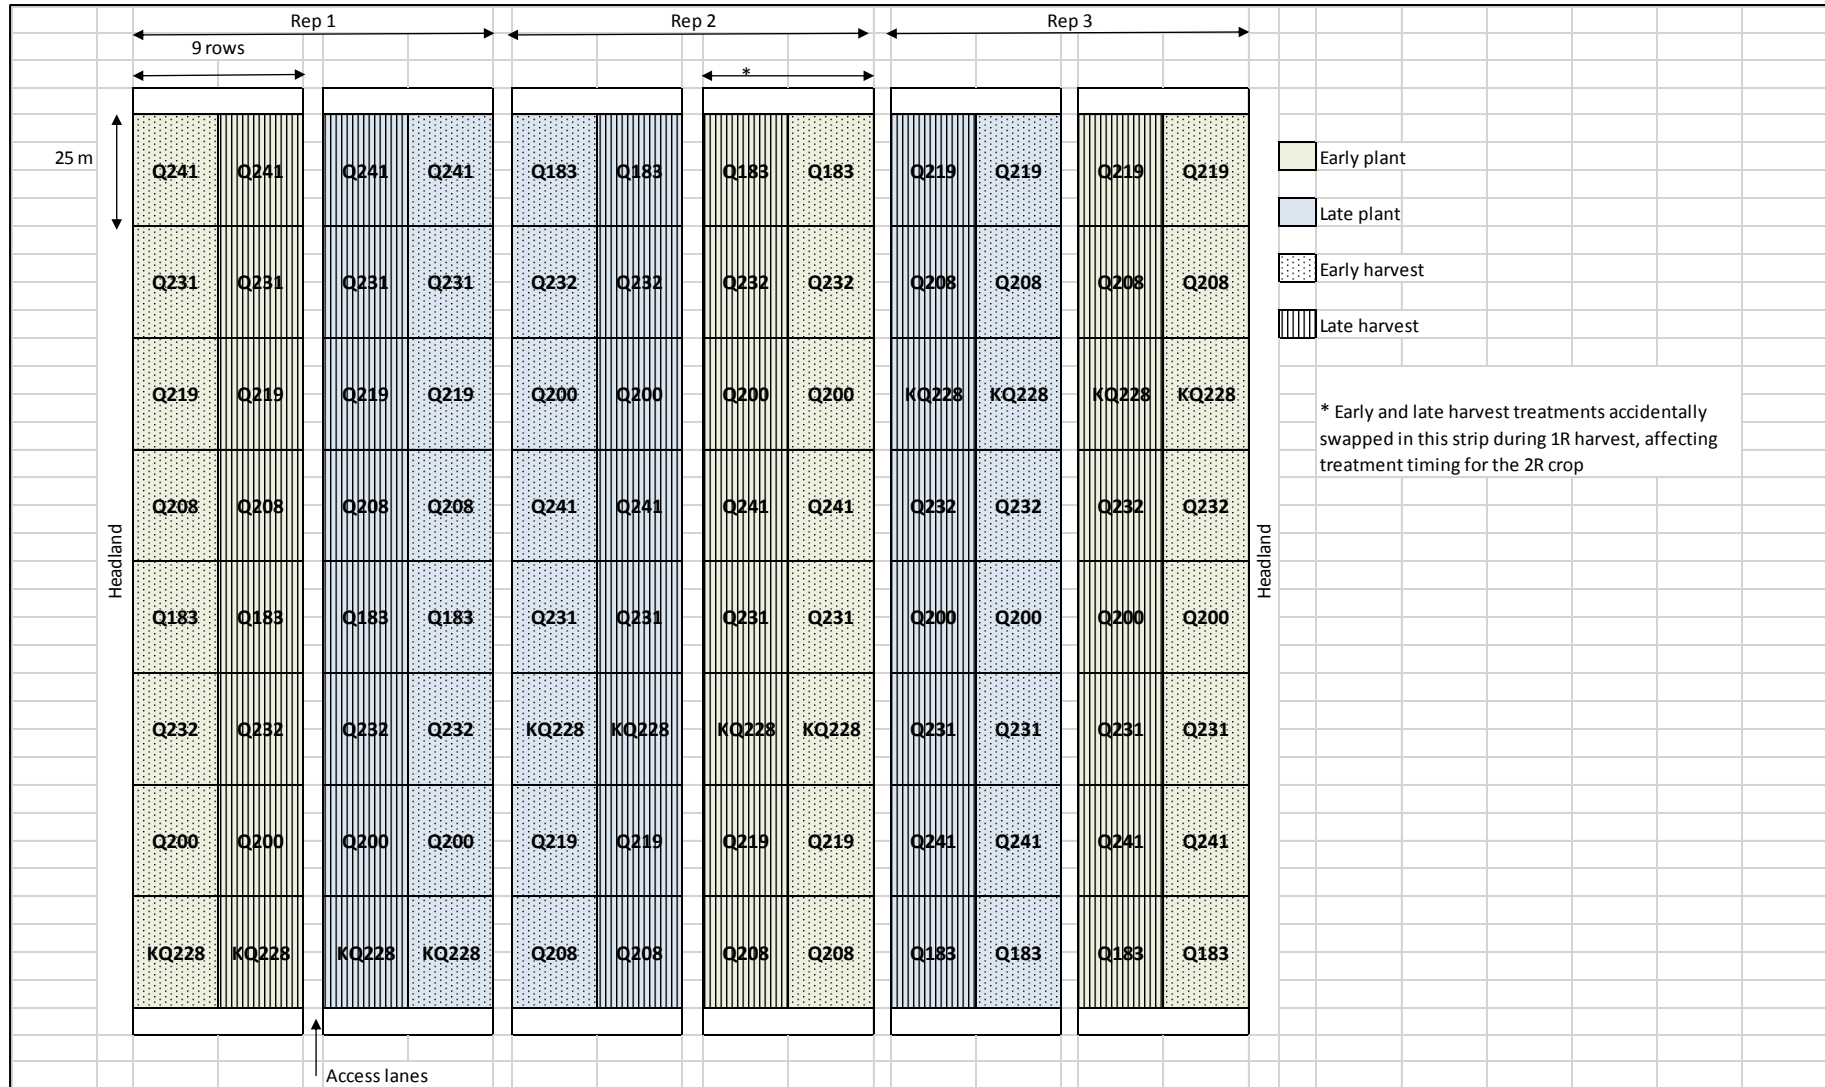 Rep 1 Rep 2 Rep 3
9 rows
*
25 m
Q241 Q241 Q241 Q241 Q183 Q183 Q183 Q183 Q219 Q219 Q219 Q219
Q231 Q231 Q231 Q231 Q232 Q232 Q232 Q232 Q208 Q208 Q208 Q208
Q219 Q219 Q219 Q219 Q200 Q200 Q200 Q200 KQ228 KQ228 KQ228 KQ228
Q208 Q208 Q208 Q208 Q241 Q241 Q241 Q241 Q232 Q232 Q232 Q232
Q183 Q183 Q183 Q183 Q231 Q231 Q231 Q231 Q200 Q200 Q200 Q200
Q232 Q232 Q232 Q232 KQ228 KQ228 KQ228 KQ228 Q231 Q231 Q231 Q231
Q200 Q200 Q200 Q200 Q219 Q219 Q219 Q219 Q241 Q241 Q241 Q241
KQ228 KQ228 KQ228 KQ228 Q208 Q208 Q208 Q208 Q183 Q183 Q183 Q183
Headland
Headland
Access lanes
Early plant
Late plant
Early harvest
Late harvest
* Early and late harvest treatments accidentally
swapped in this strip during 1R harvest, affecting
treatment timing for the 2R crop